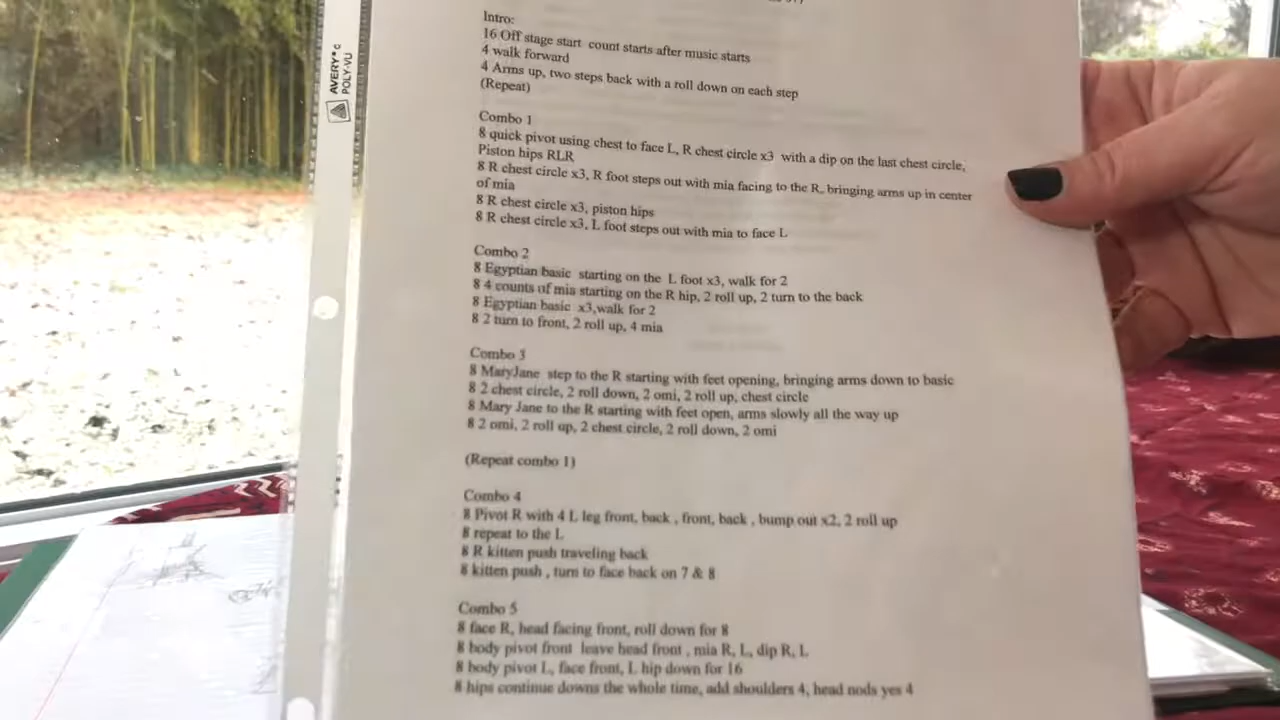 Intro:
16 Off stage start count starts after music starts
4 walk forward
4 Arms up, two steps back with a roll down on each step
(Repeat)
Combo 1
8 quick pivot using chest to face L, R chest circle x3 with a dip on the last chest circle,
Piston hips RLR
8 R chest circle x3, R foot steps out with mia facing to the R, bringing arms up in center
of mia
8 R chest circle x3, piston hips
8 R chest circle x3, L foot steps out with mia to face L
Combo 2
8 Egyptian basic starting on the L foot x3, walk for 2
8 4 counts of mia starting on the R hip, 2 roll up, 2 turn to the back
8 Egyptian basic x3,walk for 2
8 2 turn to front, 2 roll up, 4 mia
Combo 3
8 MaryJane step to the R starting with feet opening, bringing arms down to basic
8 2 chest circle, 2 roll down, 2 omi, 2 roll up, chest circle
8 Mary Jane to the R starting with feet open, arms slowly all the way up
8 2 omi, 2 roll up, 2 chest circle, 2 roll down, 2 omi
(Repeat combo 1)
Combo 4
8 Pivot R with 4 L leg front, back , front, back , bump out x2, 2 roll up
8 repeat to the L
8 R kitten push traveling back
8 kitten push , turn to face back on 7 & 8
Combo 5
8 face R, head facing front, roll down for 8
8 body pivot front leave head front , mia R, L, dip R, L
8 body pivot L, face front, L hip down for 16
8 hips continue downs the whole time, add shoulders 4, head nods yes 4
AVERY®
POLY-VU